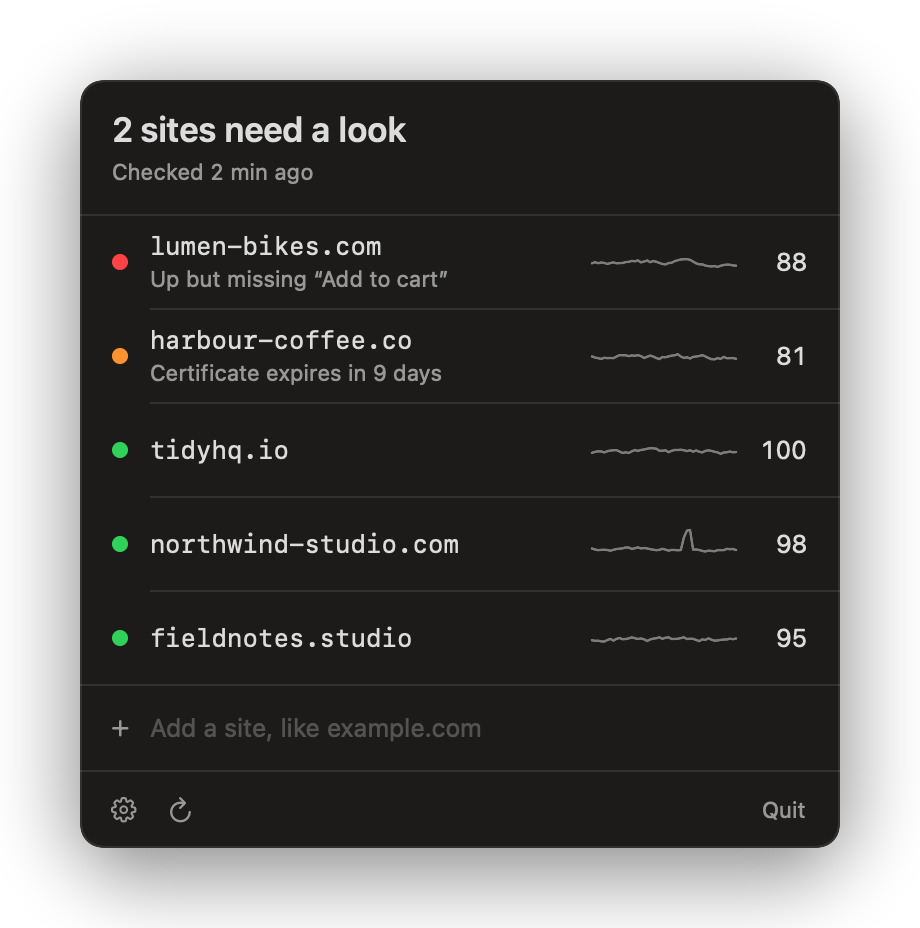 2 sites need a look
Checked 2 min ago
lumen-bikes.com
Up but missing “Add to cart”
88
harbour-coffee.co
Certificate expires in 9 days
81
tidyhq.io
100
northwind-studio.com
98
fieldnotes.studio
95
+ Add a site, like example.com
Quit